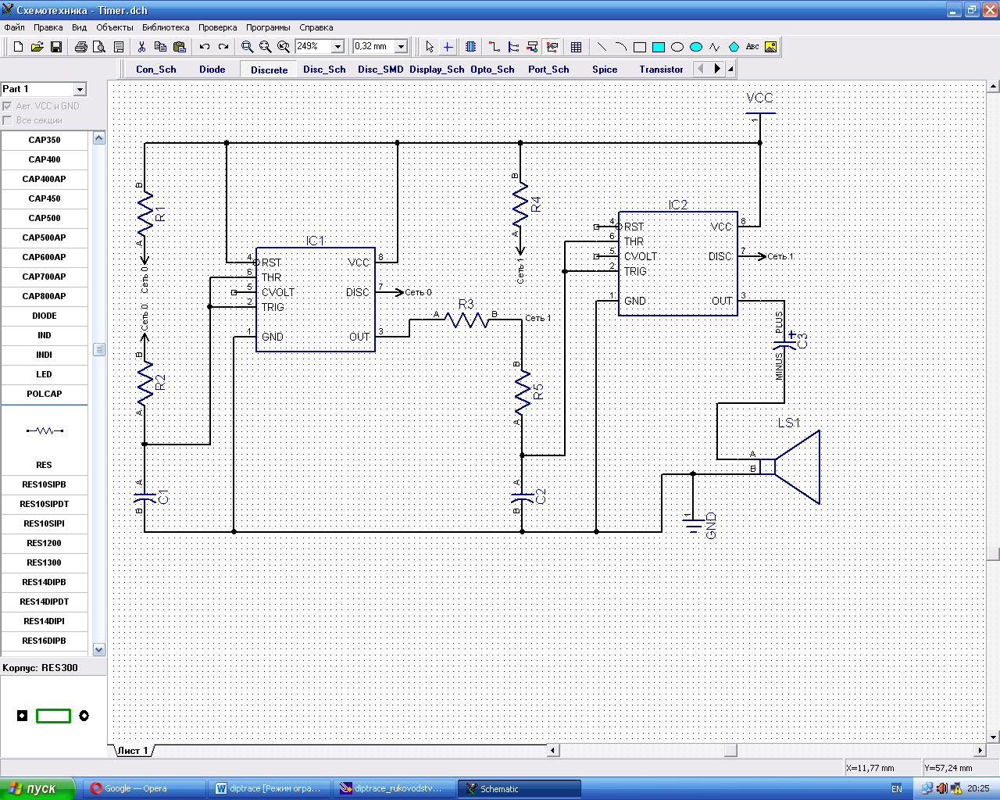 Схемотехника - Timer.dch
Файл Правка Вид Объекты Библиотека Проверка Программы Справка
249% 0,32 mm Abc
Con_Sch Diode Discrete Disc_Sch Disc_SMD Display_Sch Opto_Sch Port_Sch Spice Transistor
Part 1
Авт. VCC и GND
Все секции
CAP350
CAP400
CAP400AP
CAP450
CAP500
CAP500AP
CAP600AP
CAP700AP
CAP800AP
DIODE
IND
INDI
LED
POLCAP
RES
RES10SIPB
RES10SIPDT
RES10SIPI
RES1200
RES1300
RES14DIPB
RES14DIPDT
RES14DIPI
RES16DIPB
Корпус: RES300
VCC
1
B
R1
A
Сеть 0
Сеть 0
B
R2
A
A
C1
B
IC1
4 RST
6 THR
5 CVOLT
2 TRIG
1 GND
VCC 8
DISC 7
Сеть 0
OUT 3
A R3 B
Сеть 1
B
R4
A
Сеть 1
B
R5
A
A
C2
B
IC2
4 RST
6 THR
5 CVOLT
2 TRIG
1 GND
VCC 8
DISC 7
Сеть 1
OUT 3
PLUS
+
C3
MINUS
LS1
A
B
1
GND
Лист 1
X=11,77 mm Y=57,24 mm
пуск
Google — Opera
diptrace [Режим огра...
diptrace_rukovodstv...
Schematic
EN
20:25